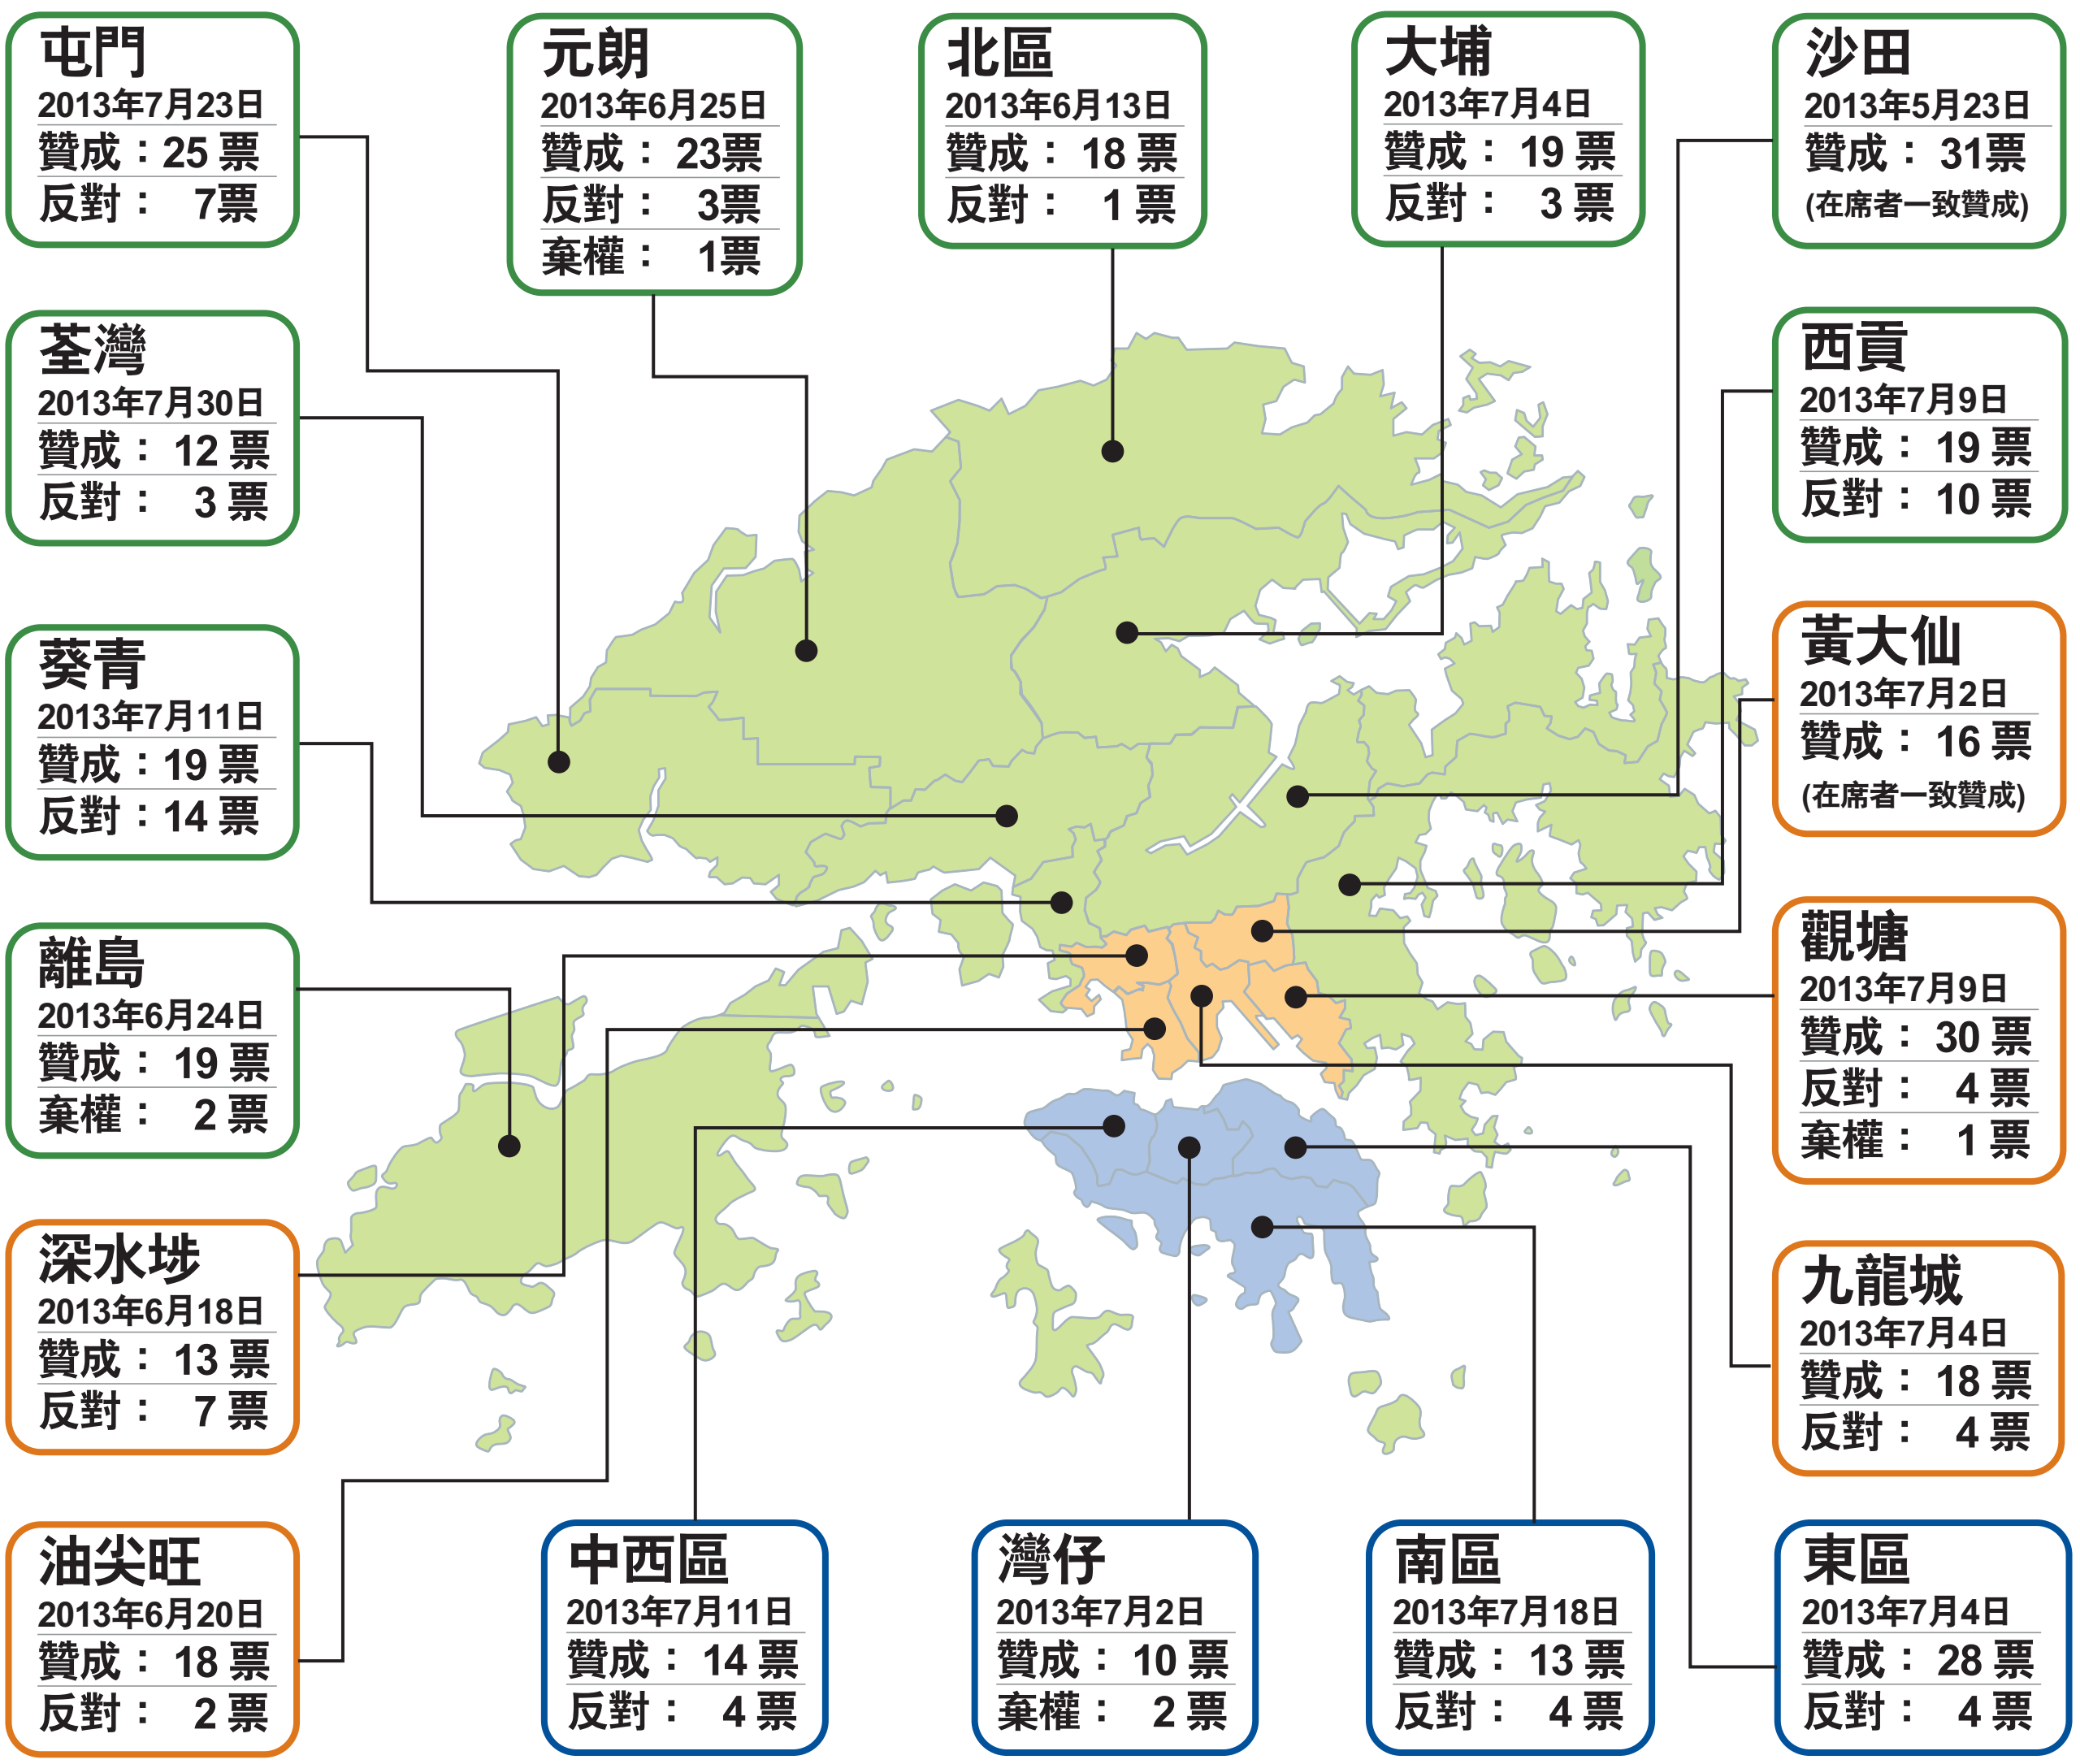 屯門
2013年7月23日
贊成：25 票
反對： 7票
元朗
2013年6月25日
贊成： 23票
反對： 3票
棄權： 1票
北區
2013年6月13日
贊成： 18 票
反對： 1 票
大埔
2013年7月4日
贊成： 19 票
反對： 3 票
沙田
2013年5月23日
贊成： 31票
(在席者一致贊成)
荃灣
2013年7月30日
贊成： 12 票
反對： 3 票
西貢
2013年7月9日
贊成： 19 票
反對： 10 票
葵青
2013年7月11日
贊成：19 票
反對：14 票
黃大仙
2013年7月2日
贊成： 16 票
(在席者一致贊成)
離島
2013年6月24日
贊成： 19 票
棄權： 2 票
觀塘
2013年7月9日
贊成： 30 票
反對： 4 票
棄權： 1 票
深水埗
2013年6月18日
贊成： 13 票
反對： 7 票
九龍城
2013年7月4日
贊成： 18 票
反對： 4 票
油尖旺
2013年6月20日
贊成： 18 票
反對： 2 票
中西區
2013年7月11日
贊成： 14 票
反對： 4 票
灣仔
2013年7月2日
贊成： 10 票
棄權： 2 票
南區
2013年7月18日
贊成： 13 票
反對： 4 票
東區
2013年7月4日
贊成： 28 票
反對： 4 票